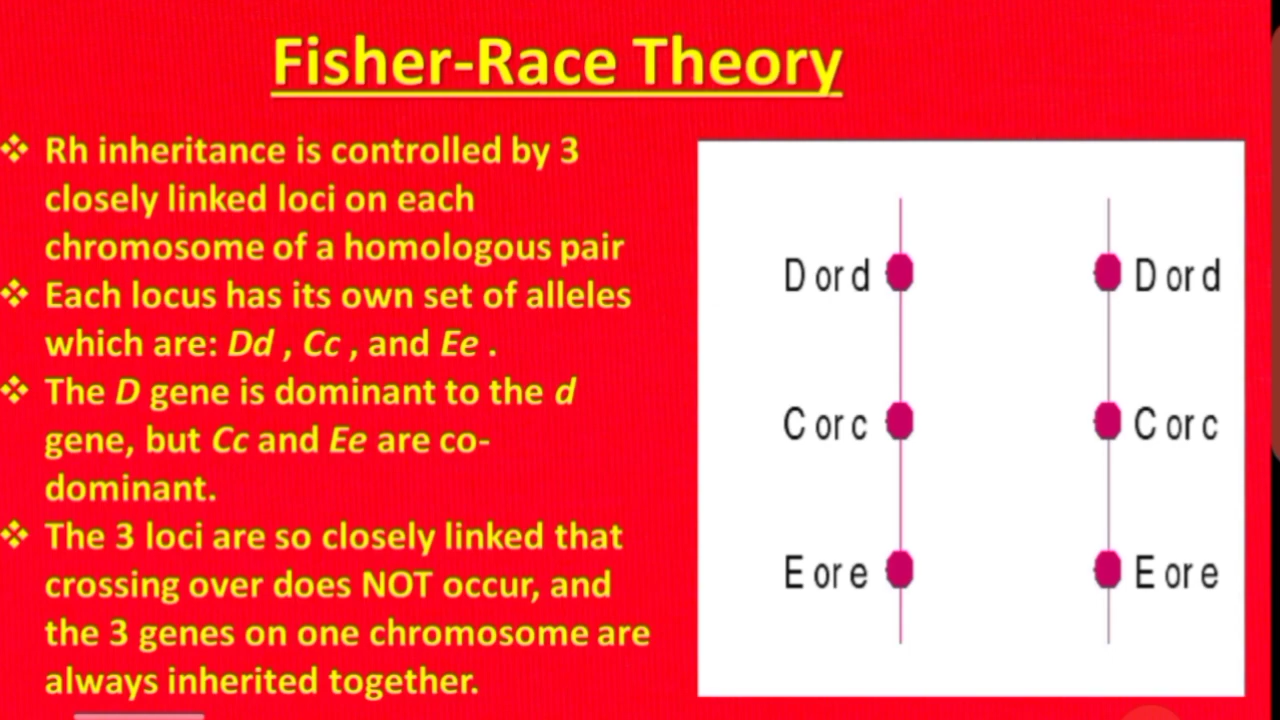 Fisher-Race Theory
❖ Rh inheritance is controlled by 3
closely linked loci on each
chromosome of a homologous pair
❖ Each locus has its own set of alleles
which are: Dd , Cc , and Ee .
❖ The D gene is dominant to the d
gene, but Cc and Ee are co-
dominant.
❖ The 3 loci are so closely linked that
crossing over does NOT occur, and
the 3 genes on one chromosome are
always inherited together.
D or d
D or d
C or c
C or c
E or e
E or e